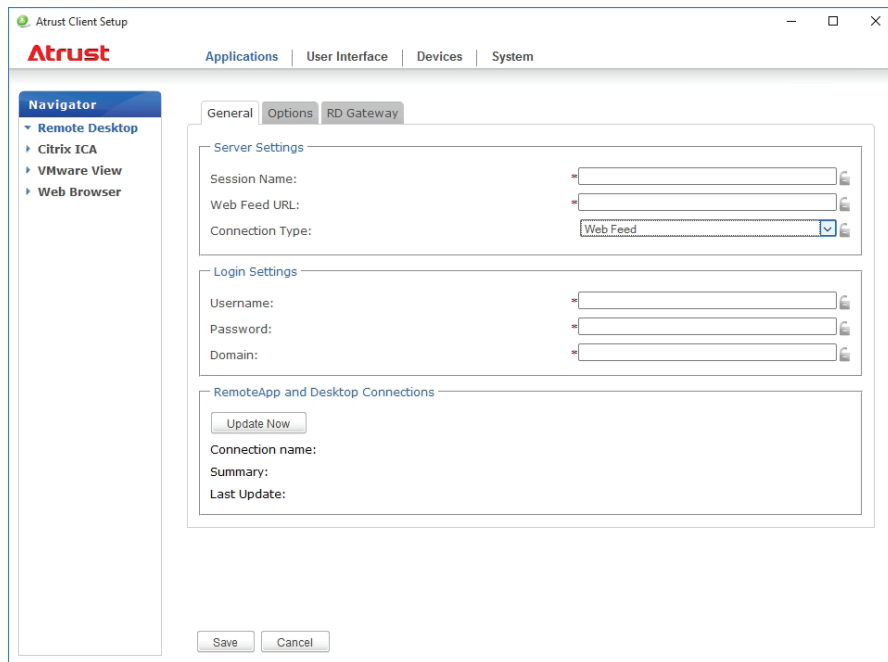 Atrust Client Setup
Atrust
Applications | User Interface | Devices | System
Navigator
Remote Desktop
Citrix ICA
VMware View
Web Browser
General Options RD Gateway
Server Settings
Session Name: *
Web Feed URL: *
Connection Type: Web Feed
Login Settings
Username: *
Password: *
Domain: *
RemoteApp and Desktop Connections
Update Now
Connection name:
Summary:
Last Update:
Save Cancel